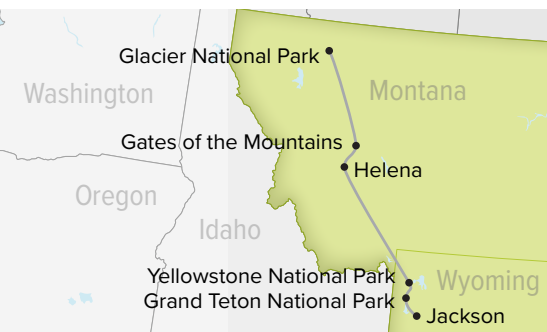 Glacier National Park
Washington
Montana
Gates of the Mountains
Helena
Oregon
Idaho
Yellowstone National Park
Wyoming
Grand Teton National Park
Jackson